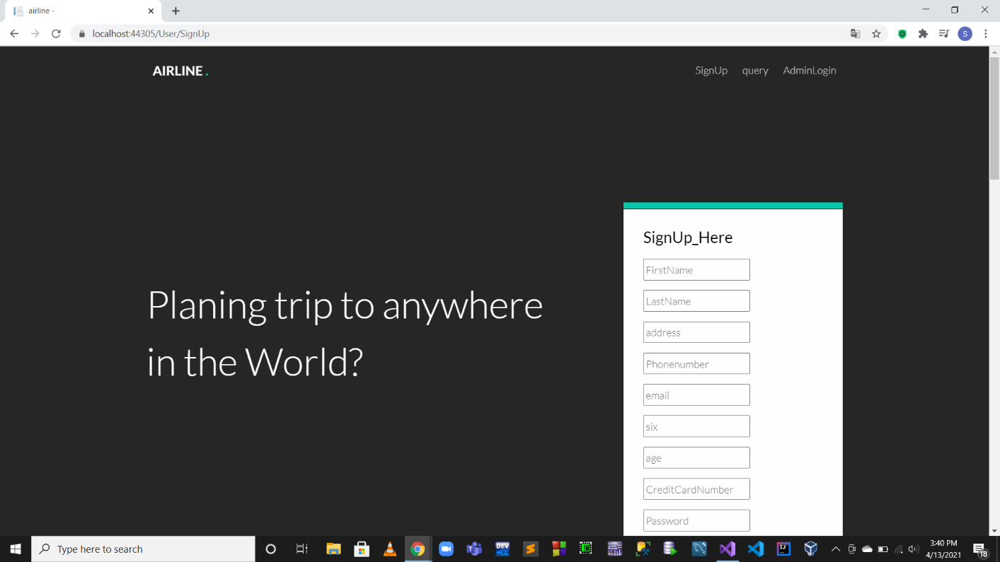 airline -
localhost:44305/User/SignUp
S
AIRLINE .
SignUp query AdminLogin
Planing trip to anywhere
in the World?
SignUp_Here
FirstName
LastName
address
Phonenumber
email
six
age
CreditCardNumber
Password
Type here to search
DEV
3:40 PM
4/13/2021
18